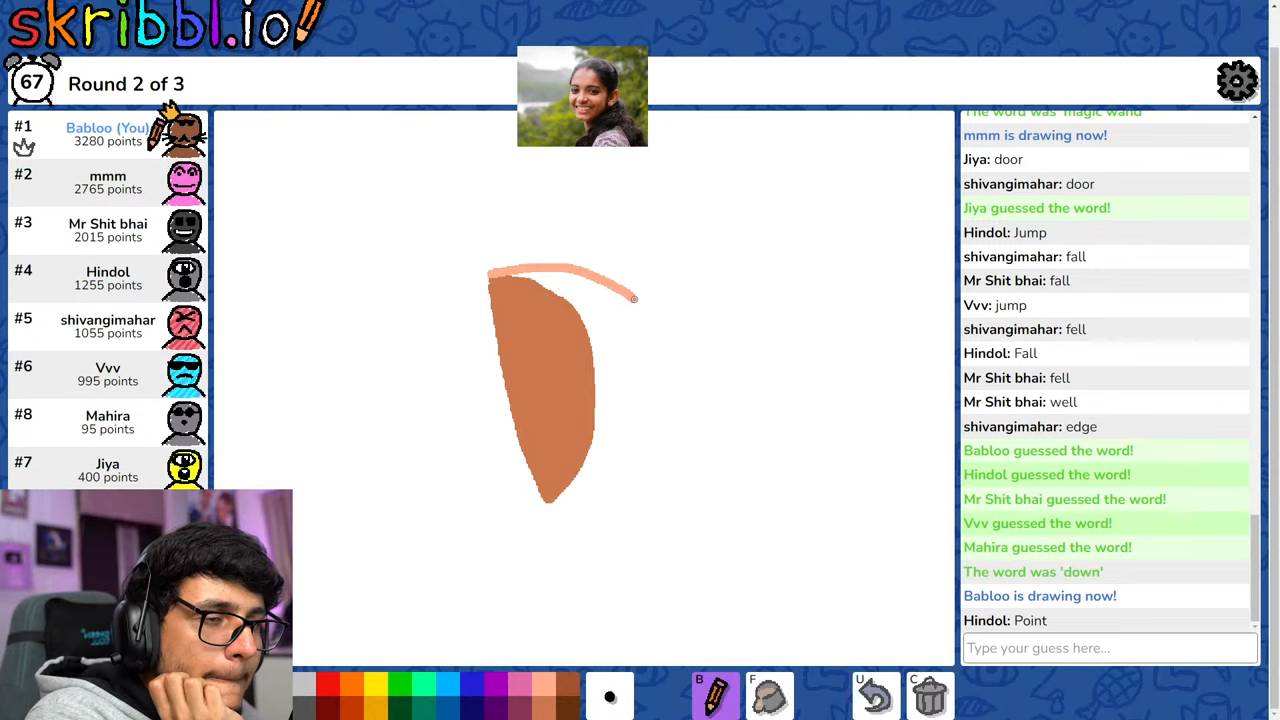 skribbl.io
67
Round 2 of 3
#1
Babloo (You)
3280 points
#2
mmm
2765 points
#3
Mr Shit bhai
2015 points
#4
Hindol
1255 points
#5
shivangimahar
1055 points
#6
Vvv
995 points
#8
Mahira
95 points
#7
Jiya
400 points
The word was 'magic wand'
mmm is drawing now!
Jiya: door
shivangimahar: door
Jiya guessed the word!
Hindol: Jump
shivangimahar: fall
Mr Shit bhai: fall
Vvv: jump
shivangimahar: fell
Hindol: Fall
Mr Shit bhai: fell
Mr Shit bhai: well
shivangimahar: edge
Babloo guessed the word!
Hindol guessed the word!
Mr Shit bhai guessed the word!
Vvv guessed the word!
Mahira guessed the word!
The word was 'down'
Babloo is drawing now!
Hindol: Point
Type your guess here...
B
F
U
C